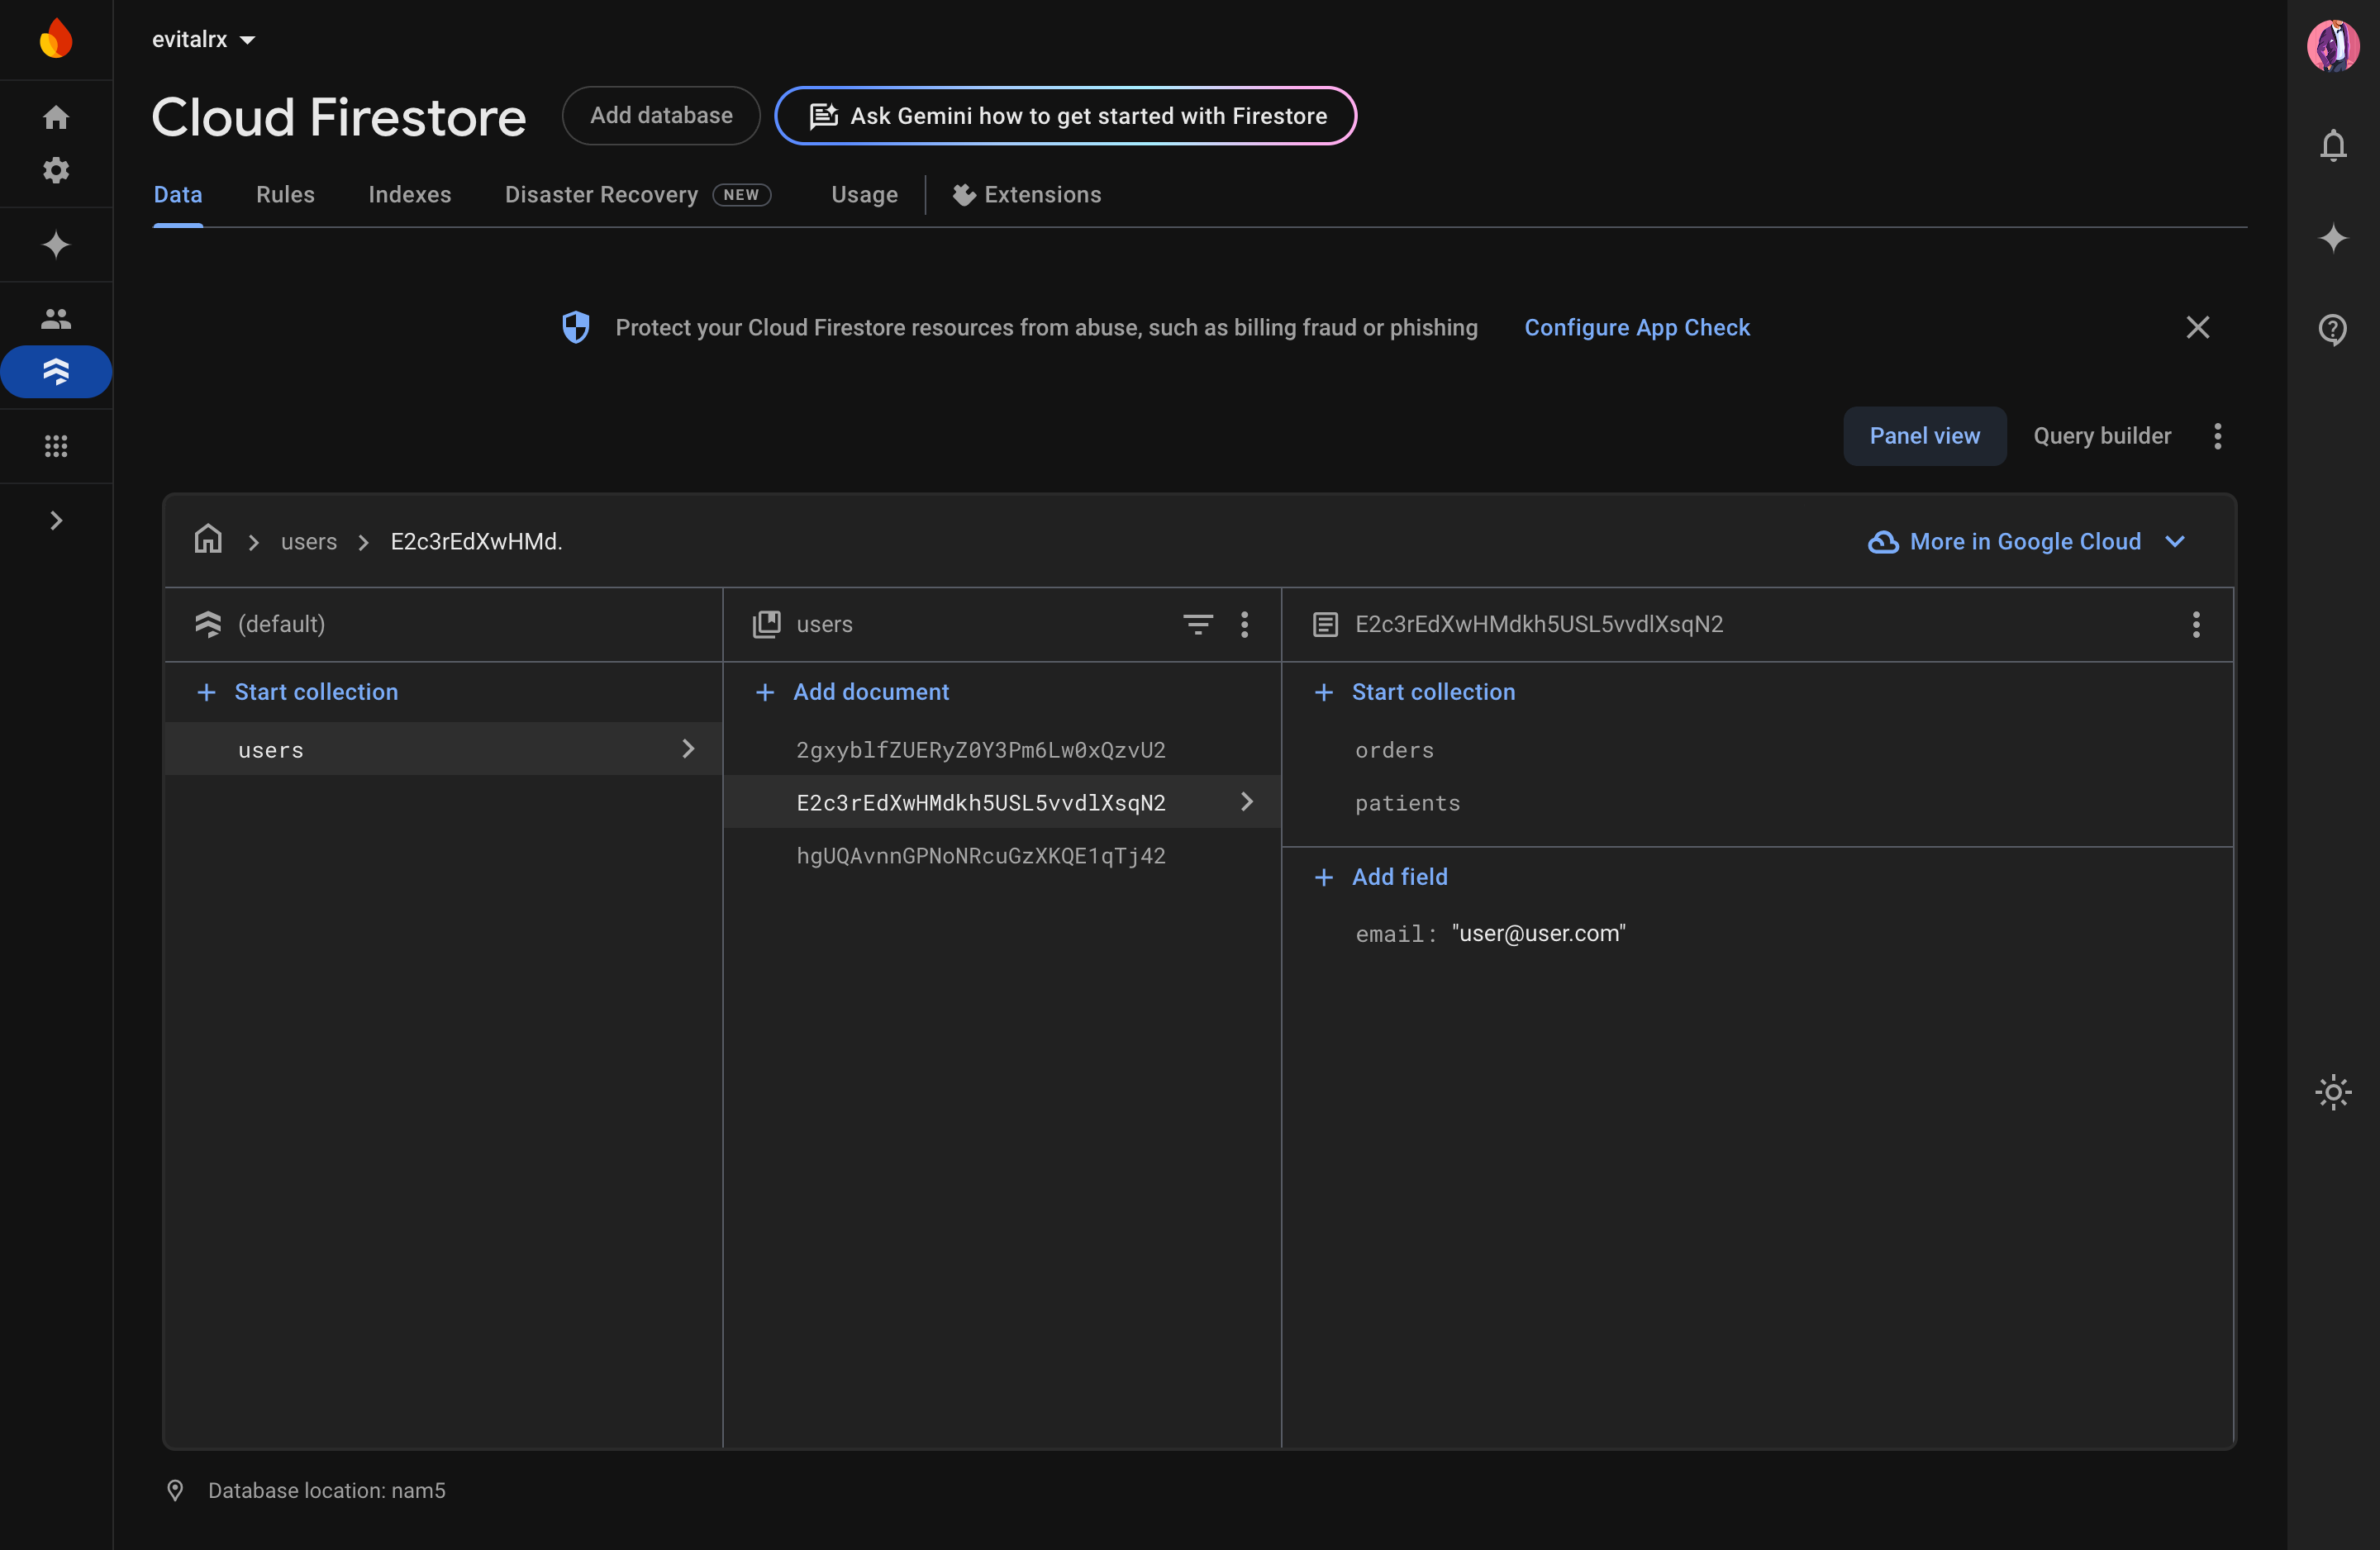 evitalrx
Cloud Firestore
Add database
Ask Gemini how to get started with Firestore
Data
Rules
Indexes
Disaster Recovery NEW
Usage
Extensions
Protect your Cloud Firestore resources from abuse, such as billing fraud or phishing
Configure App Check
Panel view
Query builder
users
E2c3rEdXwHMd.
More in Google Cloud
(default)
Start collection
users
users
Add document
2gxyblfZUERyZ0Y3Pm6Lw0xQzvU2
E2c3rEdXwHMdkh5USL5vvdlXsqN2
hgUQAvnnGPNoNRcuGzXKQE1qTj42
E2c3rEdXwHMdkh5USL5vvdlXsqN2
Start collection
orders
patients
Add field
email: "user@user.com"
Database location: nam5